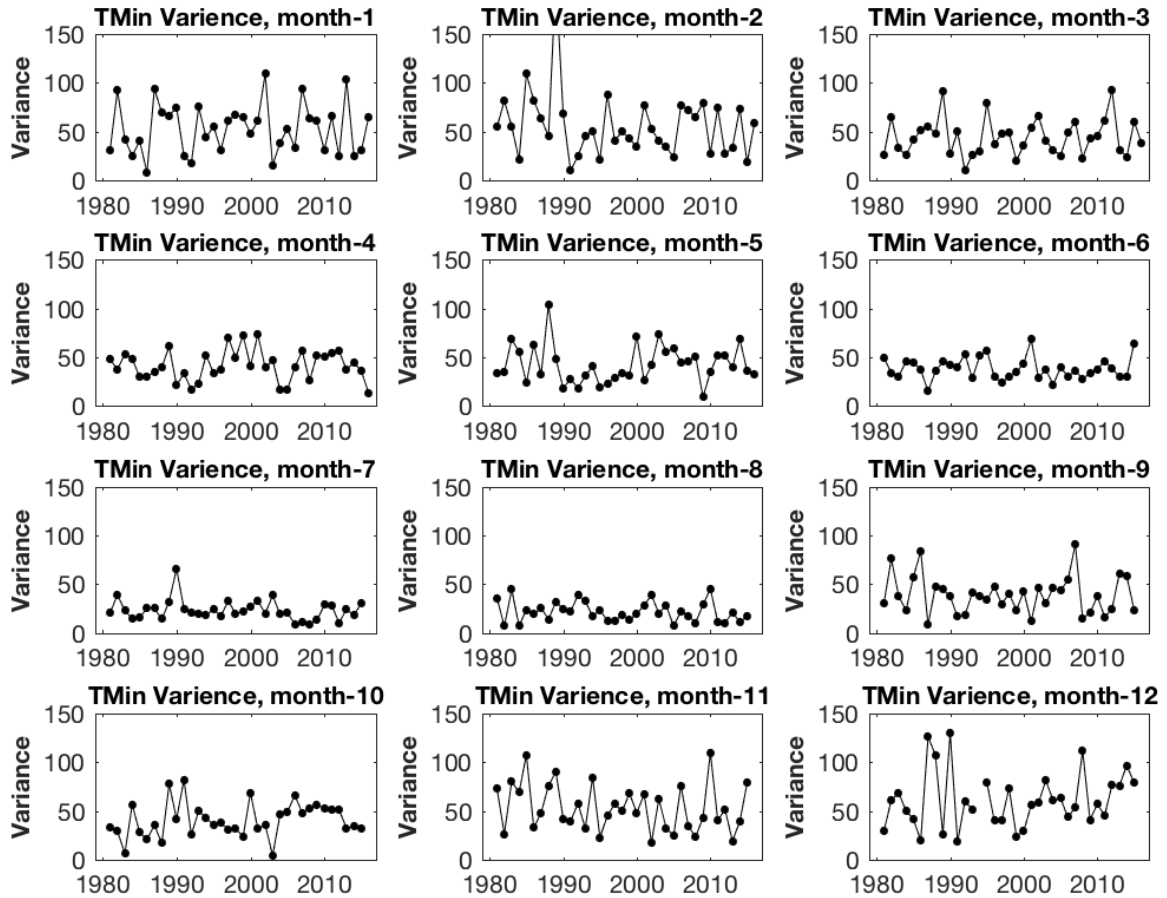 TMin Varience, month-1
150
100
50
0
Variance
1980 1990 2000 2010
TMin Varience, month-2
150
100
50
0
Variance
1980 1990 2000 2010
TMin Varience, month-3
150
100
50
0
Variance
1980 1990 2000 2010
TMin Varience, month-4
150
100
50
0
Variance
1980 1990 2000 2010
TMin Varience, month-5
150
100
50
0
Variance
1980 1990 2000 2010
TMin Varience, month-6
150
100
50
0
Variance
1980 1990 2000 2010
TMin Varience, month-7
150
100
50
0
Variance
1980 1990 2000 2010
TMin Varience, month-8
150
100
50
0
Variance
1980 1990 2000 2010
TMin Varience, month-9
150
100
50
0
Variance
1980 1990 2000 2010
TMin Varience, month-10
150
100
50
0
Variance
1980 1990 2000 2010
TMin Varience, month-11
150
100
50
0
Variance
1980 1990 2000 2010
TMin Varience, month-12
150
100
50
0
Variance
1980 1990 2000 2010